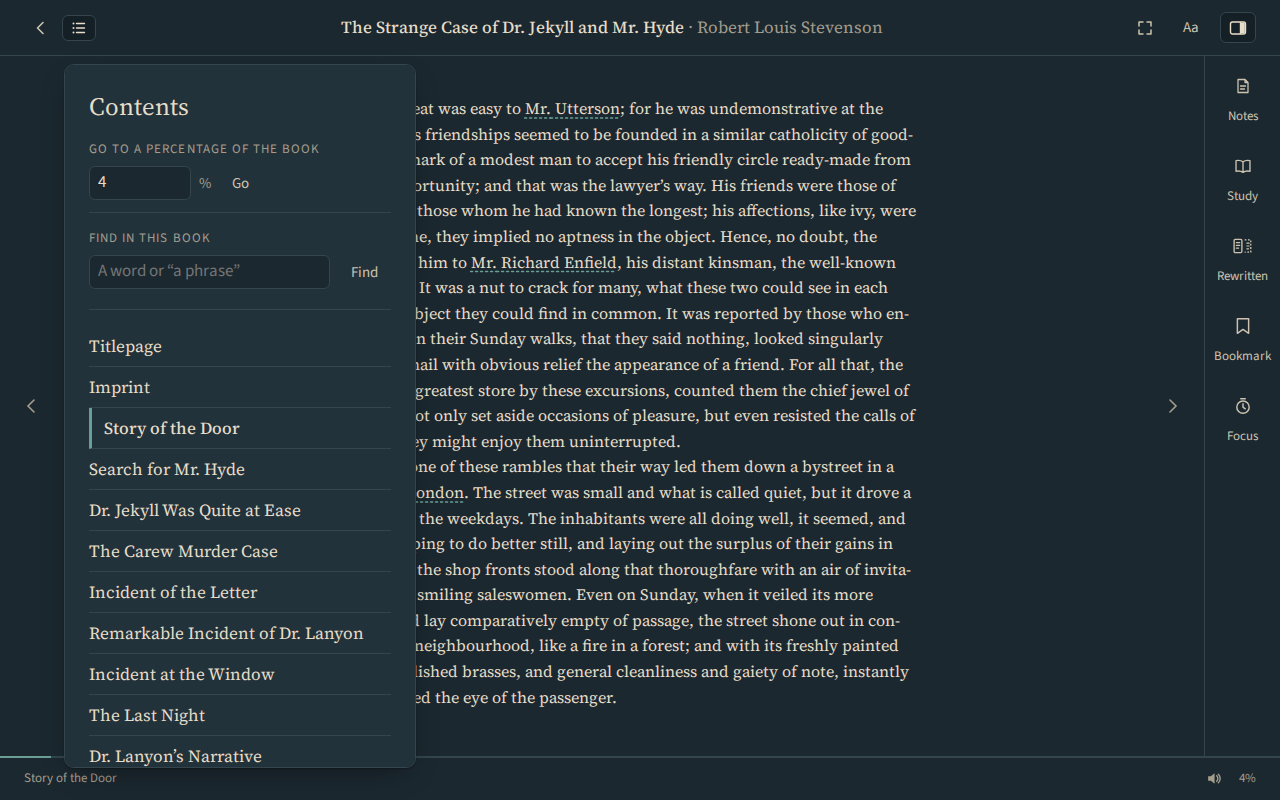 The Strange Case of Dr. Jekyll and Mr. Hyde · Robert Louis Stevenson
Aa
Contents
GO TO A PERCENTAGE OF THE BOOK
4 % Go
FIND IN THIS BOOK
A word or “a phrase” Find
Titlepage
Imprint
Story of the Door
Search for Mr. Hyde
Dr. Jekyll Was Quite at Ease
The Carew Murder Case
Incident of the Letter
Remarkable Incident of Dr. Lanyon
Incident at the Window
The Last Night
Dr. Lanyon’s Narrative
was easy to Mr. Utterson; for he was undemonstrative at the
friendships seemed to be founded in a similar catholicity of good-
of a modest man to accept his friendly circle ready-made from
and that was the lawyer’s way. His friends were those of
those whom he had known the longest; his affections, like ivy, were
they implied no aptness in the object. Hence, no doubt, the
him to Mr. Richard Enfield, his distant kinsman, the well-known
It was a nut to crack for many, what these two could see in each
they could find in common. It was reported by those who en-
their Sunday walks, that they said nothing, looked singularly
with obvious relief the appearance of a friend. For all that, the
greatest store by these excursions, counted them the chief jewel of
only set aside occasions of pleasure, but even resisted the calls of
might enjoy them uninterrupted.
one of these rambles that their way led them down a bystreet in a
The street was small and what is called quiet, but it drove a
the weekdays. The inhabitants were all doing well, it seemed, and
to do better still, and laying out the surplus of their gains in
the shop fronts stood along that thoroughfare with an air of invita-
smiling saleswomen. Even on Sunday, when it veiled its more
lay comparatively empty of passage, the street shone out in con-
neighbourhood, like a fire in a forest; and with its freshly painted
brasses, and general cleanliness and gaiety of note, instantly
the eye of the passenger.
Notes
Study
Rewritten
Bookmark
Focus
Story of the Door
4%